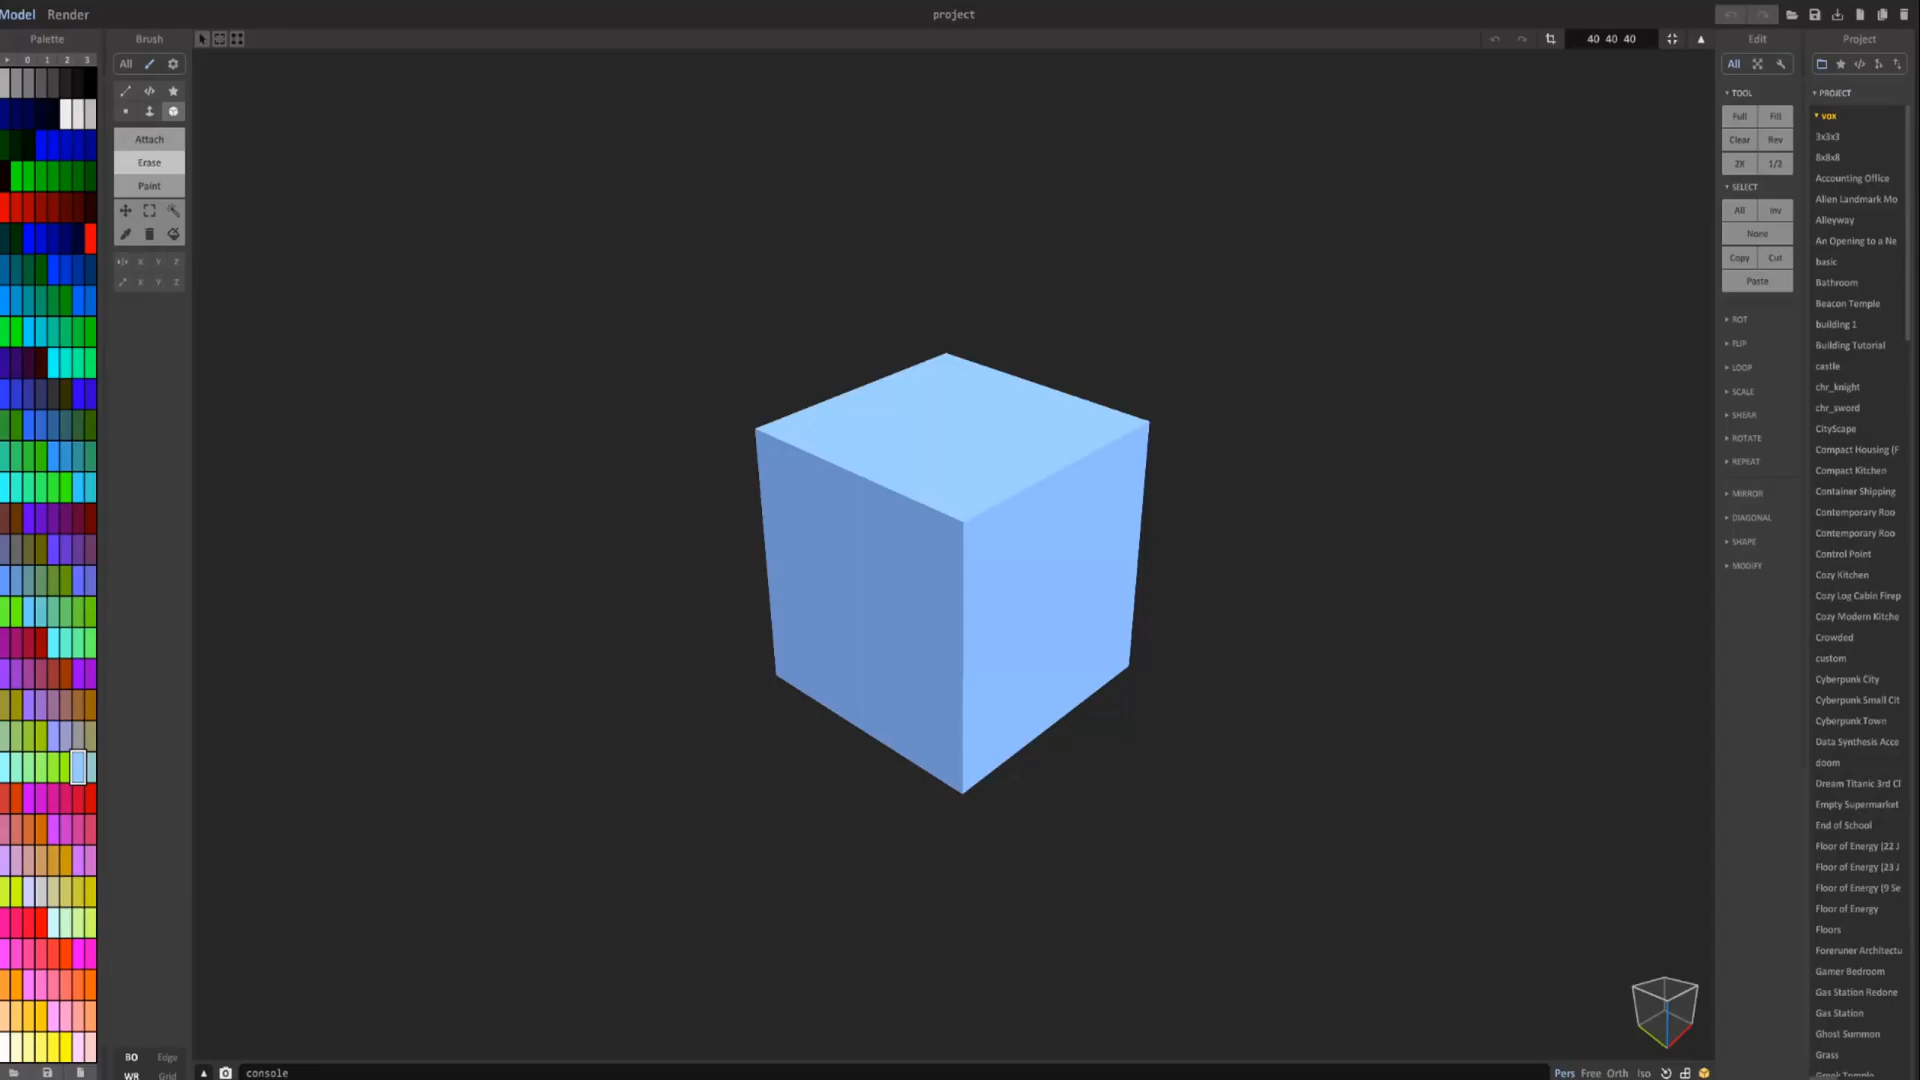 Model Render
project
Palette
Brush
40 40 40
Edit
Project
0 1 2 3
All
All
TOOL
PROJECT
Full Fill
vox
Attach
Clear Rev
3x3x3
Erase
2X 1/2
8x8x8
Paint
SELECT
Accounting Office
All Inv
Alien Landmark Mo
None
Alleyway
Copy Cut
An Opening to a Ne
Paste
basic
X Y Z
X Y Z
Bathroom
Beacon Temple
ROT
building 1
FLIP
Building Tutorial
LOOP
castle
SCALE
chr_knight
SHEAR
chr_sword
ROTATE
CityScape
REPEAT
Compact Housing (F
MIRROR
Compact Kitchen
DIAGONAL
Container Shipping
SHAPE
Contemporary Roo
MODIFY
Contemporary Roo
Control Point
Cozy Kitchen
Cozy Log Cabin Firep
Cozy Modern Kitche
Crowded
custom
Cyberpunk City
Cyberpunk Small Cit
Cyberpunk Town
Data Synthesis Acce
doom
Dream Titanic 3rd Cl
Empty Supermarket
End of School
Floor of Energy (22 J
Floor of Energy (23 J
Floor of Energy (9 Se
Floor of Energy
Floors
Foreruner Architectu
Gamer Bedroom
Gas Station Redone
Gas Station
Ghost Summon
Grass
BO Edge
WR Grid
console
Pers Free Orth Iso